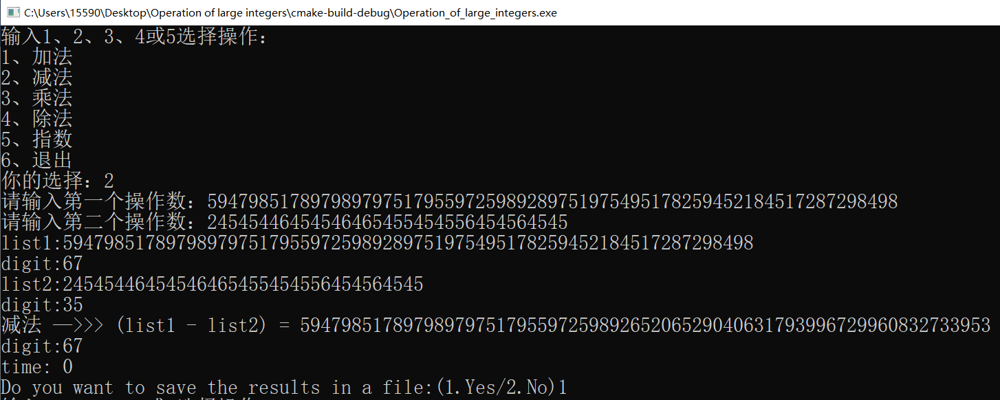 C:\Users\15590\Desktop\Operation of large integers\cmake-build-debug\Operation_of_large_integers.exe
输入1、2、3、4或5选择操作:
1、加法
2、减法
3、乘法
4、除法
5、指数
6、退出
你的选择: 2
请输入第一个操作数: 5947985178979897975179559725989289751975495178259452184517287298498
请输入第二个操作数: 24545446454546465455454556454564545
list1:5947985178979897975179559725989289751975495178259452184517287298498
digit:67
list2:24545446454546465455454556454564545
digit:35
减法 —>>> (list1 - list2) = 5947985178979897975179559725989265206529040631793996729960832733953
digit:67
time: 0
Do you want to save the results in a file:(1.Yes/2.No)1